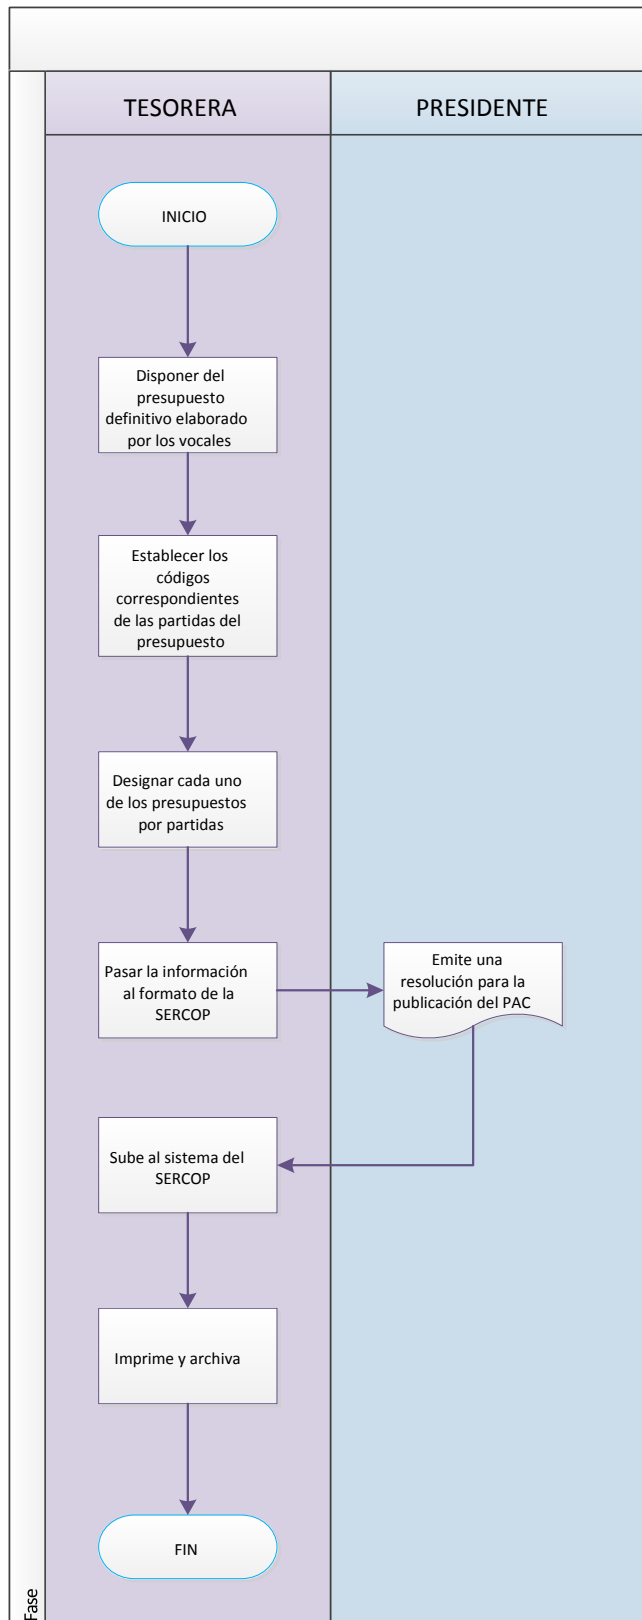 TESORERA
PRESIDENTE
INICIO
Disponer del
presupuesto
definitivo elaborado
por los vocales
Establecer los
códigos
correspondientes
de las partidas del
presupuesto
Designar cada uno
de los presupuestos
por partidas
Pasar la información
al formato de la
SERCOP
Emite una
resolución para la
publicación del PAC
Sube al sistema del
SERCOP
Imprime y archiva
FIN
Fase